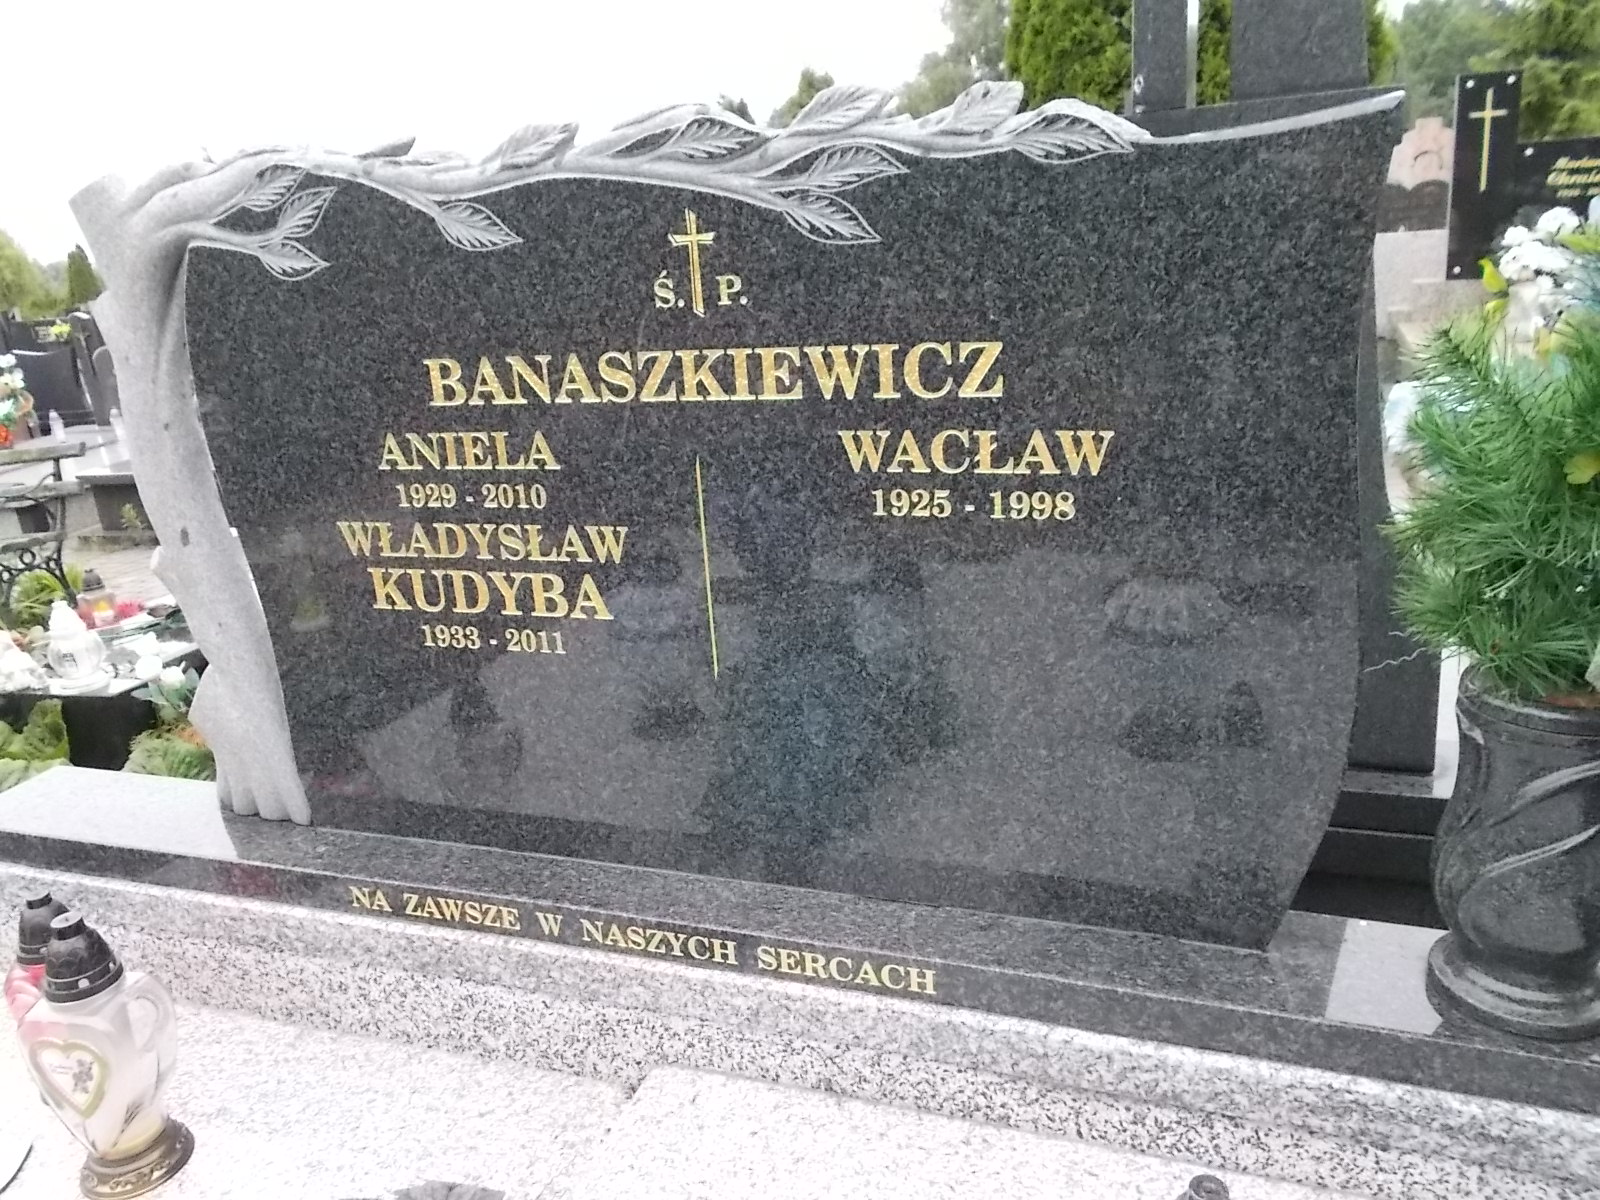 Ś. P.
BANASZKIEWICZ
ANIELA
1929 - 2010
WŁADYSŁAW
KUDYBA
1933 - 2011
WACŁAW
1925 - 1998
NA ZAWSZE W NASZYCH SERCACH